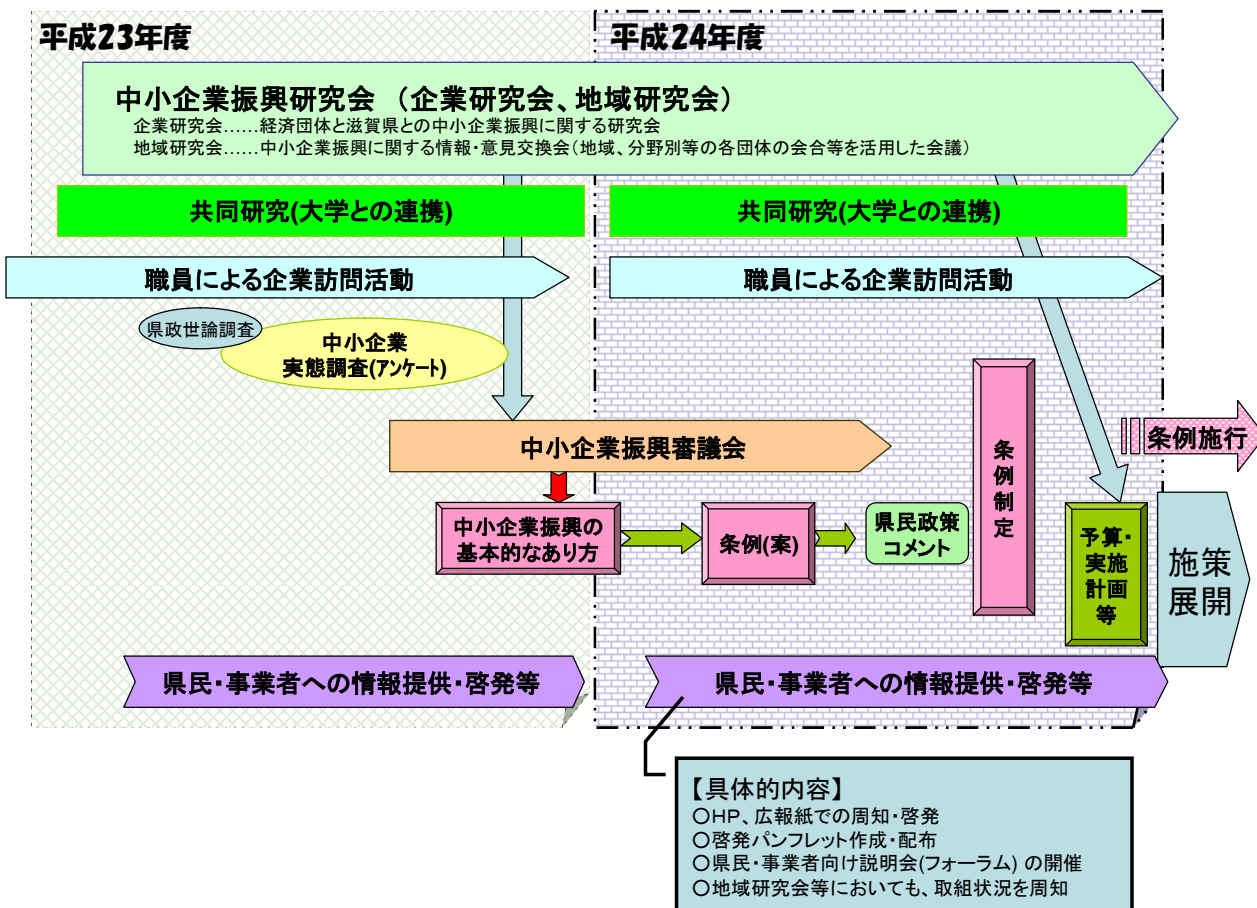 平成23年度
平成24年度
中小企業振興研究会　（企業研究会、地域研究会）
企業研究会……経済団体と滋賀県との中小企業振興に関する研究会
地域研究会……中小企業振興に関する情報・意見交換会（地域、分野別等の各団体の会合等を活用した会議）
共同研究(大学との連携)
共同研究(大学との連携)
職員による企業訪問活動
職員による企業訪問活動
県政世論調査
中小企業
実態調査(アンケート)
中小企業振興審議会
条例制定
条例施行
中小企業振興の
基本的なあり方
条例(案)
県民政策
コメント
予算・
実施
計画
等
施策
展開
県民・事業者への情報提供・啓発等
県民・事業者への情報提供・啓発等
【具体的内容】
○HP、広報紙での周知・啓発
○啓発パンフレット作成・配布
○県民・事業者向け説明会(フォーラム) の開催
○地域研究会等においても、取組状況を周知